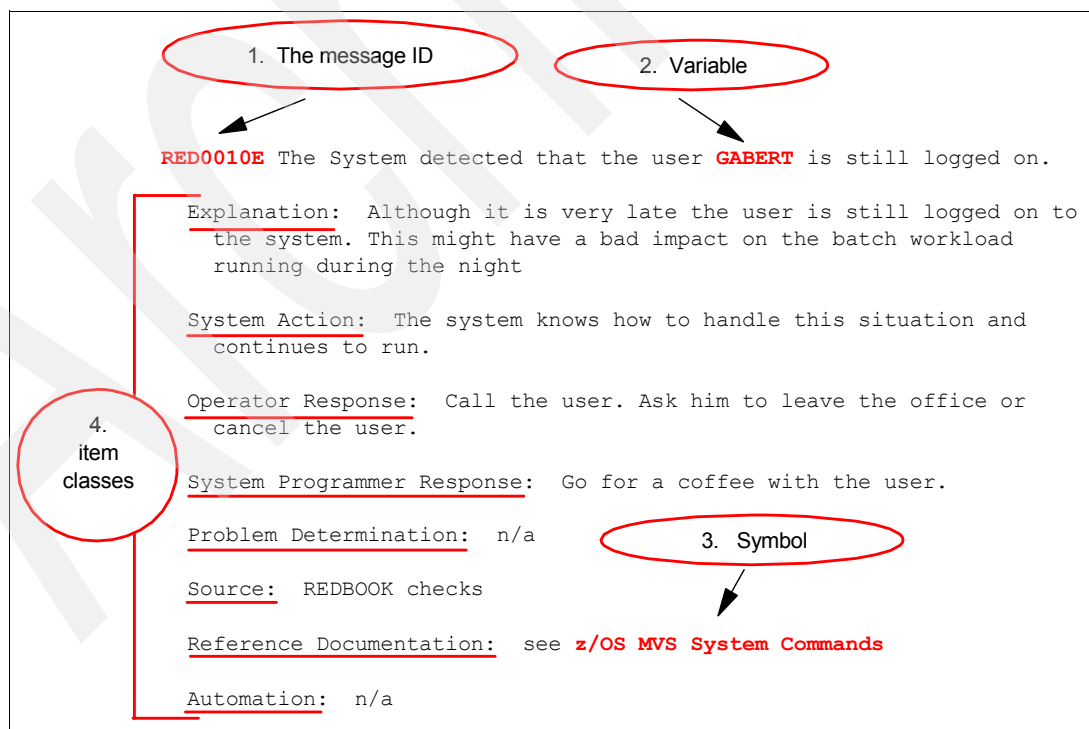 1. The message ID
2. Variable
RED0010E The System detected that the user GABERT is still logged on.
Explanation: Although it is very late the user is still logged on to
the system. This might have a bad impact on the batch workload
running during the night
System Action: The system knows how to handle this situation and
continues to run.
Operator Response: Call the user. Ask him to leave the office or
cancel the user.
4.
item
classes
System Programmer Response: Go for a coffee with the user.
Problem Determination: n/a
3. Symbol
Source: REDBOOK checks
Reference Documentation: see z/OS MVS System Commands
Automation: n/a